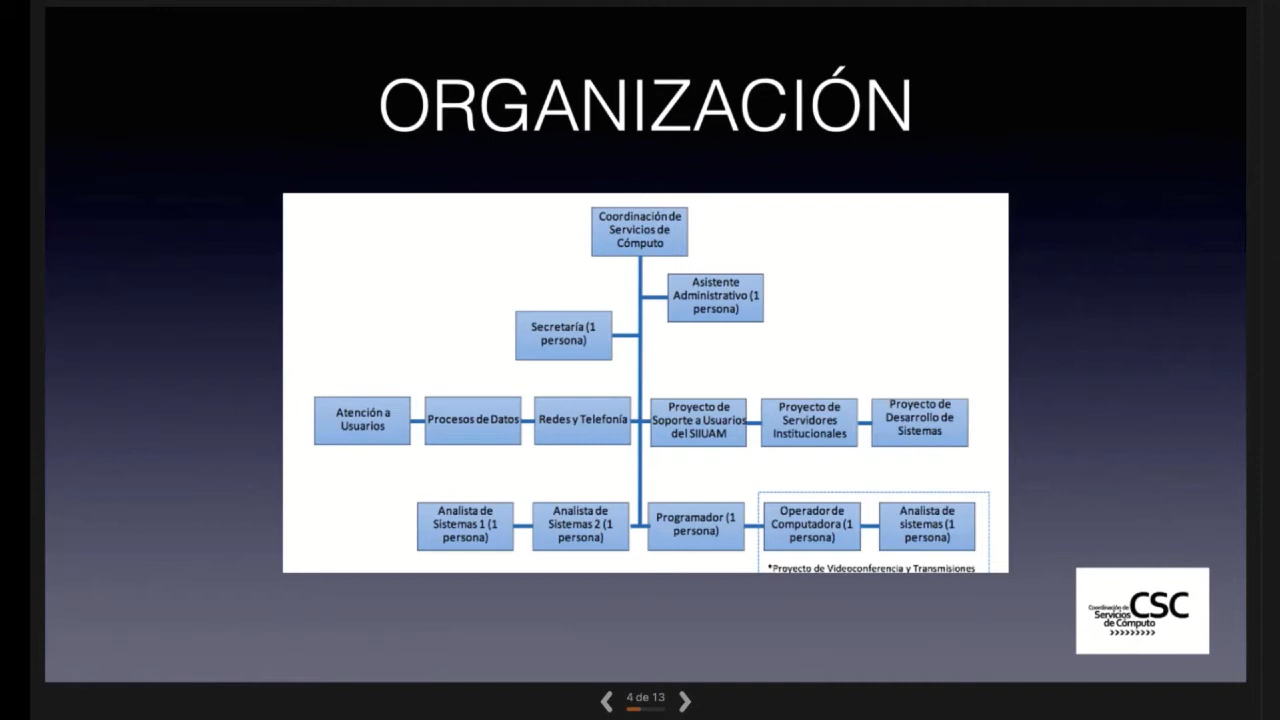 ORGANIZACIÓN
Coordinación de
Servicios de
Cómputo
Asistente
Administrativo (1
persona)
Secretaría (1
persona)
Atención a
Usuarios
Procesos de Datos
Redes y Telefonía
Proyecto de
Soporte a Usuarios
del SIIUAM
Proyecto de
Servidores
Institucionales
Proyecto de
Desarrollo de
Sistemas
Analista de
Sistemas 1 (1
persona)
Analista de
Sistemas 2 (1
persona)
Programador (1
persona)
Operador de
Computadora (1
persona)
Analista de
sistemas (1
persona)
*Proyecto de Videoconferencia y Transmisiones
Coordinación de
Servicios
de Cómputo
CSC
>>>>>>>>>
4 de 13